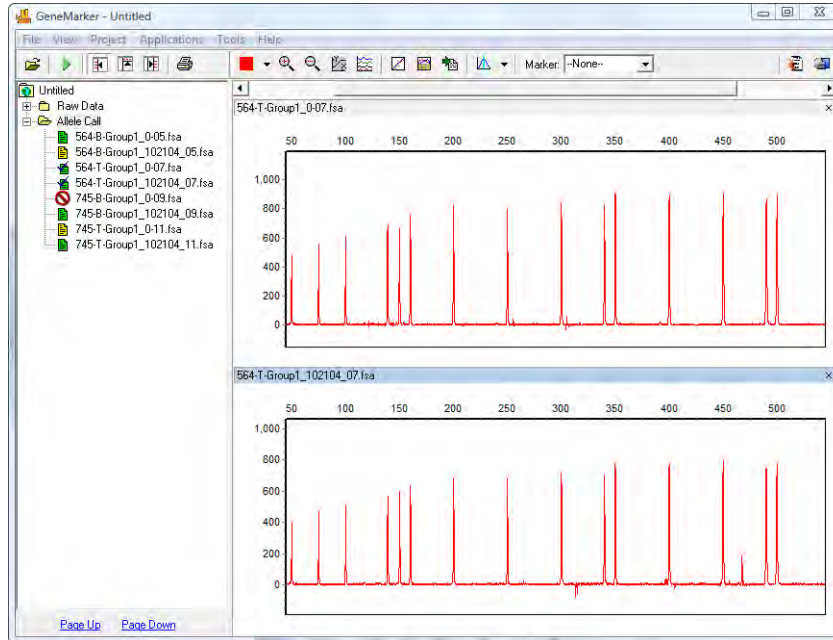 GeneMarker - Untitled
File View Project Applications Tools Help
Marker: --None--
Untitled
Raw Data
Allele Call
564-B-Group1_0-05.fsa
564-B-Group1_102104_05.fsa
564-T-Group1_0-07.fsa
564-T-Group1_102104_07.fsa
745-B-Group1_0-09.fsa
745-B-Group1_102104_09.fsa
745-T-Group1_0-11.fsa
745-T-Group1_102104_11.fsa
Page Up Page Down
564-T-Group1_0-07.fsa
50 100 150 200 250 300 350 400 450 500
1,000
800
600
400
200
0
564-T-Group1_102104_07.fsa
50 100 150 200 250 300 350 400 450 500
1,000
800
600
400
200
0